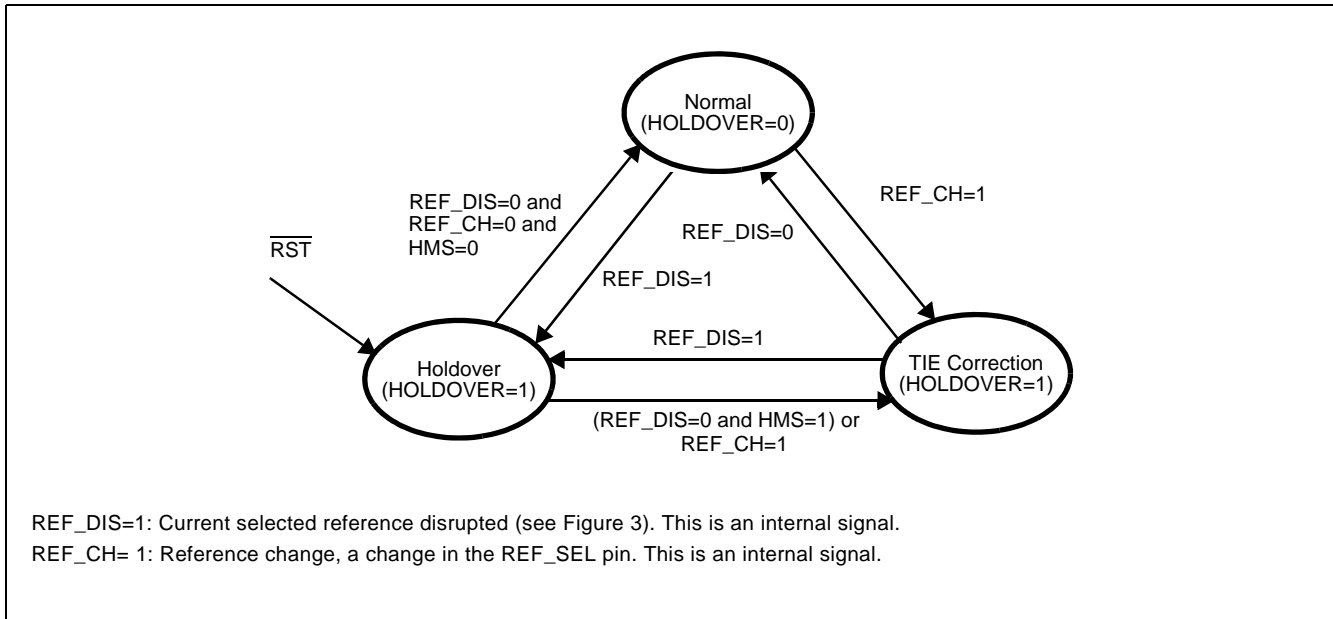 Normal
(HOLDOVER=0)
REF_DIS=0 and
REF_CH=0 and
HMS=0
REF_CH=1
REF_DIS=0
RST
REF_DIS=1
REF_DIS=1
Holdover
(HOLDOVER=1)
TIE Correction
(HOLDOVER=1)
(REF_DIS=0 and HMS=1) or
REF_CH=1
REF_DIS=1: Current selected reference disrupted (see Figure 3). This is an internal signal.
REF_CH= 1: Reference change, a change in the REF_SEL pin. This is an internal signal.